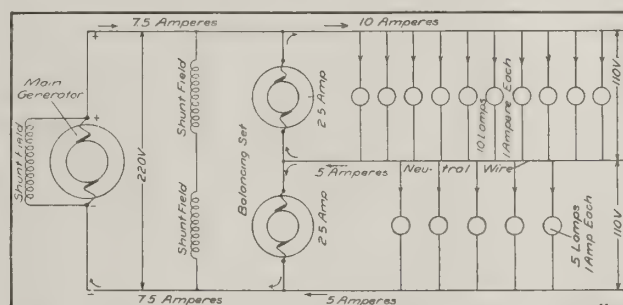 7.5 Amperes
10 Amperes
+
Main
Generator
+
Shunt Field
-
220V
Shunt Field
Shunt Field
Balancing Set
2.5 Amp
2.5 Amp
10 Lamps
1 Ampere Each
110V
5 Amperes
Neutral Wire
110V
5 Lamps
1 Amp Each
-
7.5 Amperes
5 Amperes